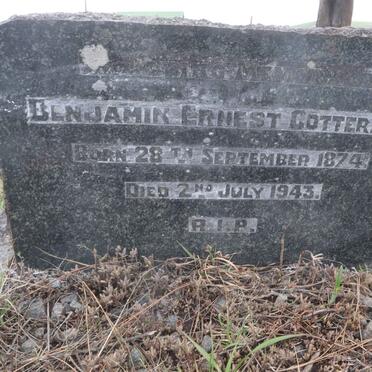 BENJAMIN ERNEST COTTER
BORN 28TH SEPTEMBER 1874.
DIED 2ND JULY 1943.
R.I.P.